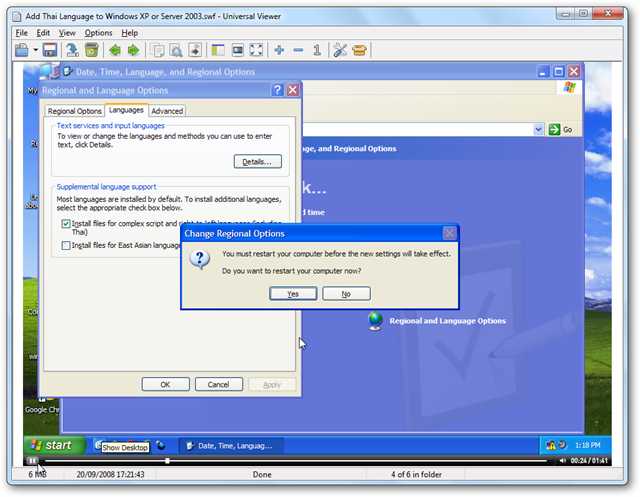 Add Thai Language to Windows XP or Server 2003.swf - Universal Viewer
File Edit View Options Help
Date, Time, Language, and Regional Options
Regional and Language Options
Regional Options Languages Advanced
Go
Text services and input languages
To view or change the languages and methods you can use to enter
text, click Details.
Details...
ge, and Regional Options
Supplemental language support
Most languages are installed by default. To install additional languages,
select the appropriate check box below.
k...
d time
Install files for complex script and right-to-left languages (including
Thai)
Install files for East Asian language
Change Regional Options
You must restart your computer before the new settings will take effect.
Do you want to restart your computer now?
Yes No
Regional and Language Options
OK Cancel Apply
Google Chr
start
Show Desktop
Date, Time, Languag...
1:18 PM
00:24 / 01:41
6 MB 20/09/2008 17:21:43 Done 4 of 6 in folder